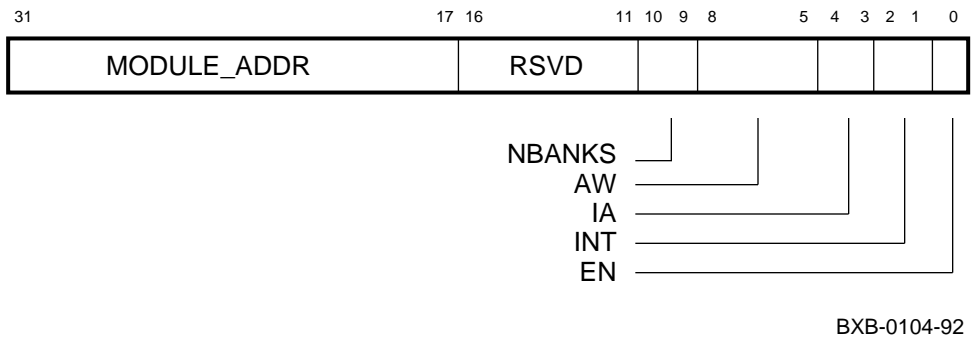 31 17 16 11 10 9 8 5 4 3 2 1 0
MODULE_ADDR RSVD
NBANKS
AW
IA
INT
EN
BXB-0104-92